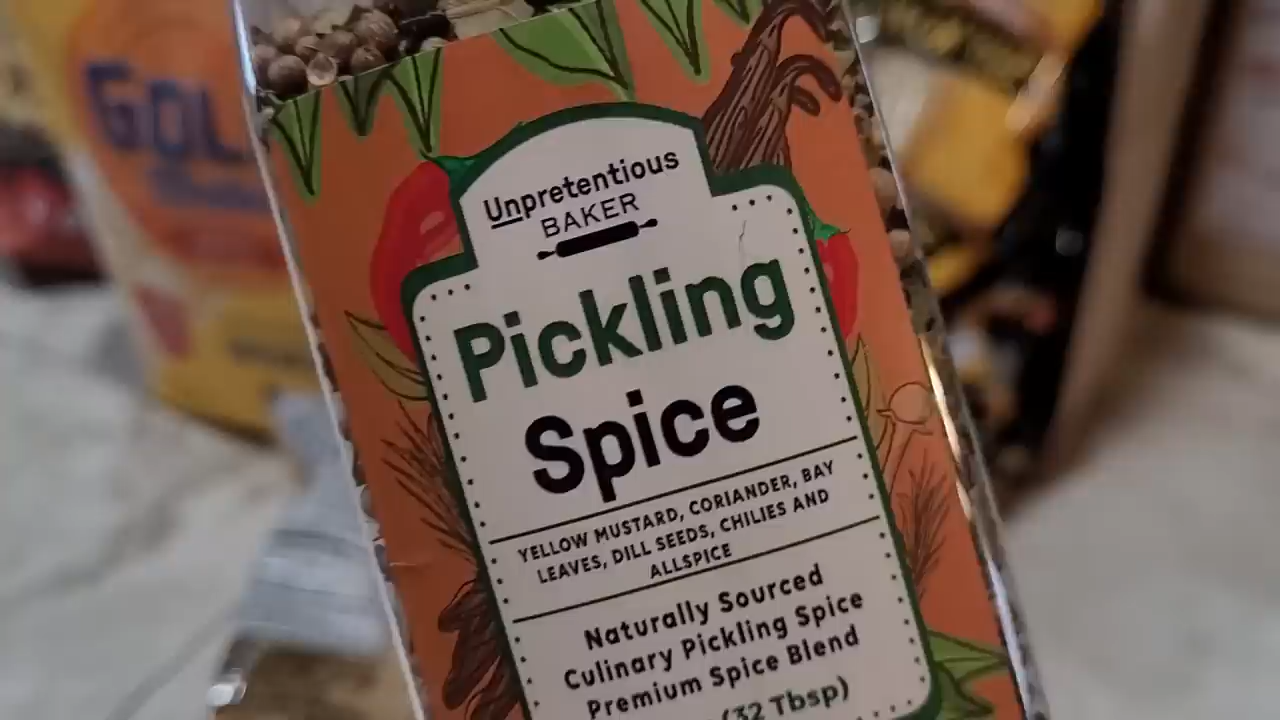 Unpretentious
BAKER
Pickling
Spice
YELLOW MUSTARD, CORIANDER, BAY
LEAVES, DILL SEEDS, CHILIES AND
ALLSPICE
Naturally Sourced
Culinary Pickling Spice
Premium Spice Blend
(32 Tbsp)
GOL